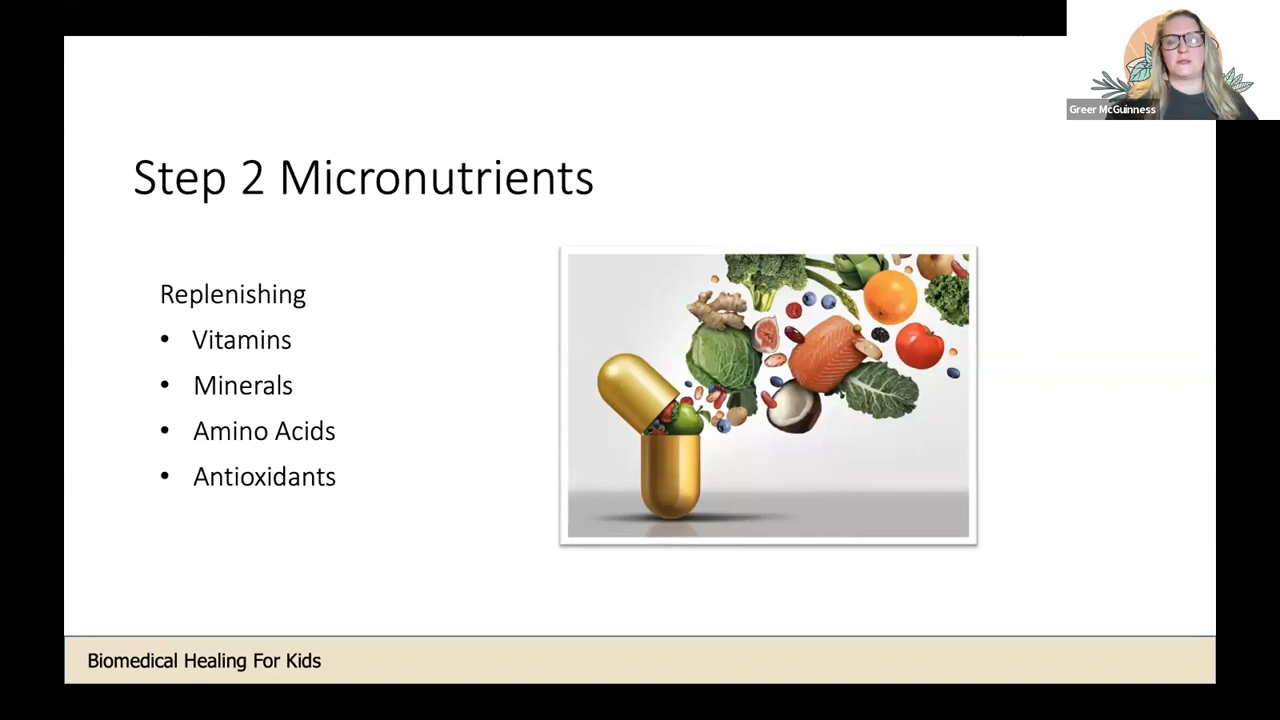 Greer McGuinness
Step 2 Micronutrients
Replenishing
• Vitamins
• Minerals
• Amino Acids
• Antioxidants
Biomedical Healing For Kids